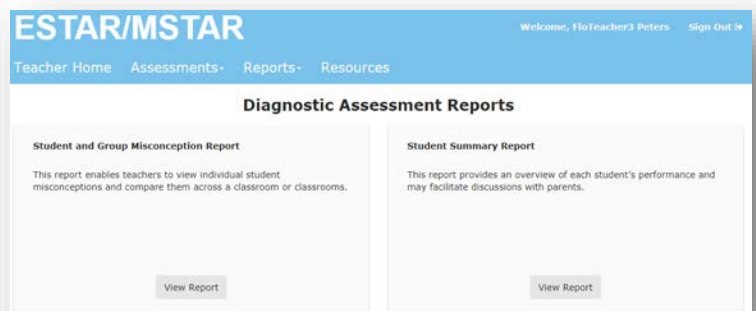 ESTAR/MSTAR
Welcome, FloTeacher3 Peters Sign Out
Teacher Home Assessments Reports Resources
Diagnostic Assessment Reports
Student and Group Misconception Report
This report enables teachers to view individual student
misconceptions and compare them across a classroom or classrooms.
View Report
Student Summary Report
This report provides an overview of each student's performance and
may facilitate discussions with parents.
View Report